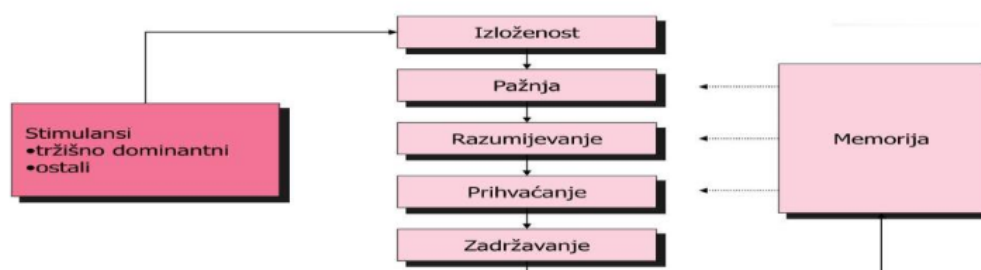 Izloženost
Pažnja
Stimulansi
•tržišno dominantni
•ostali
Razumijevanje
Memorija
Prihvaćanje
Zadržavanje